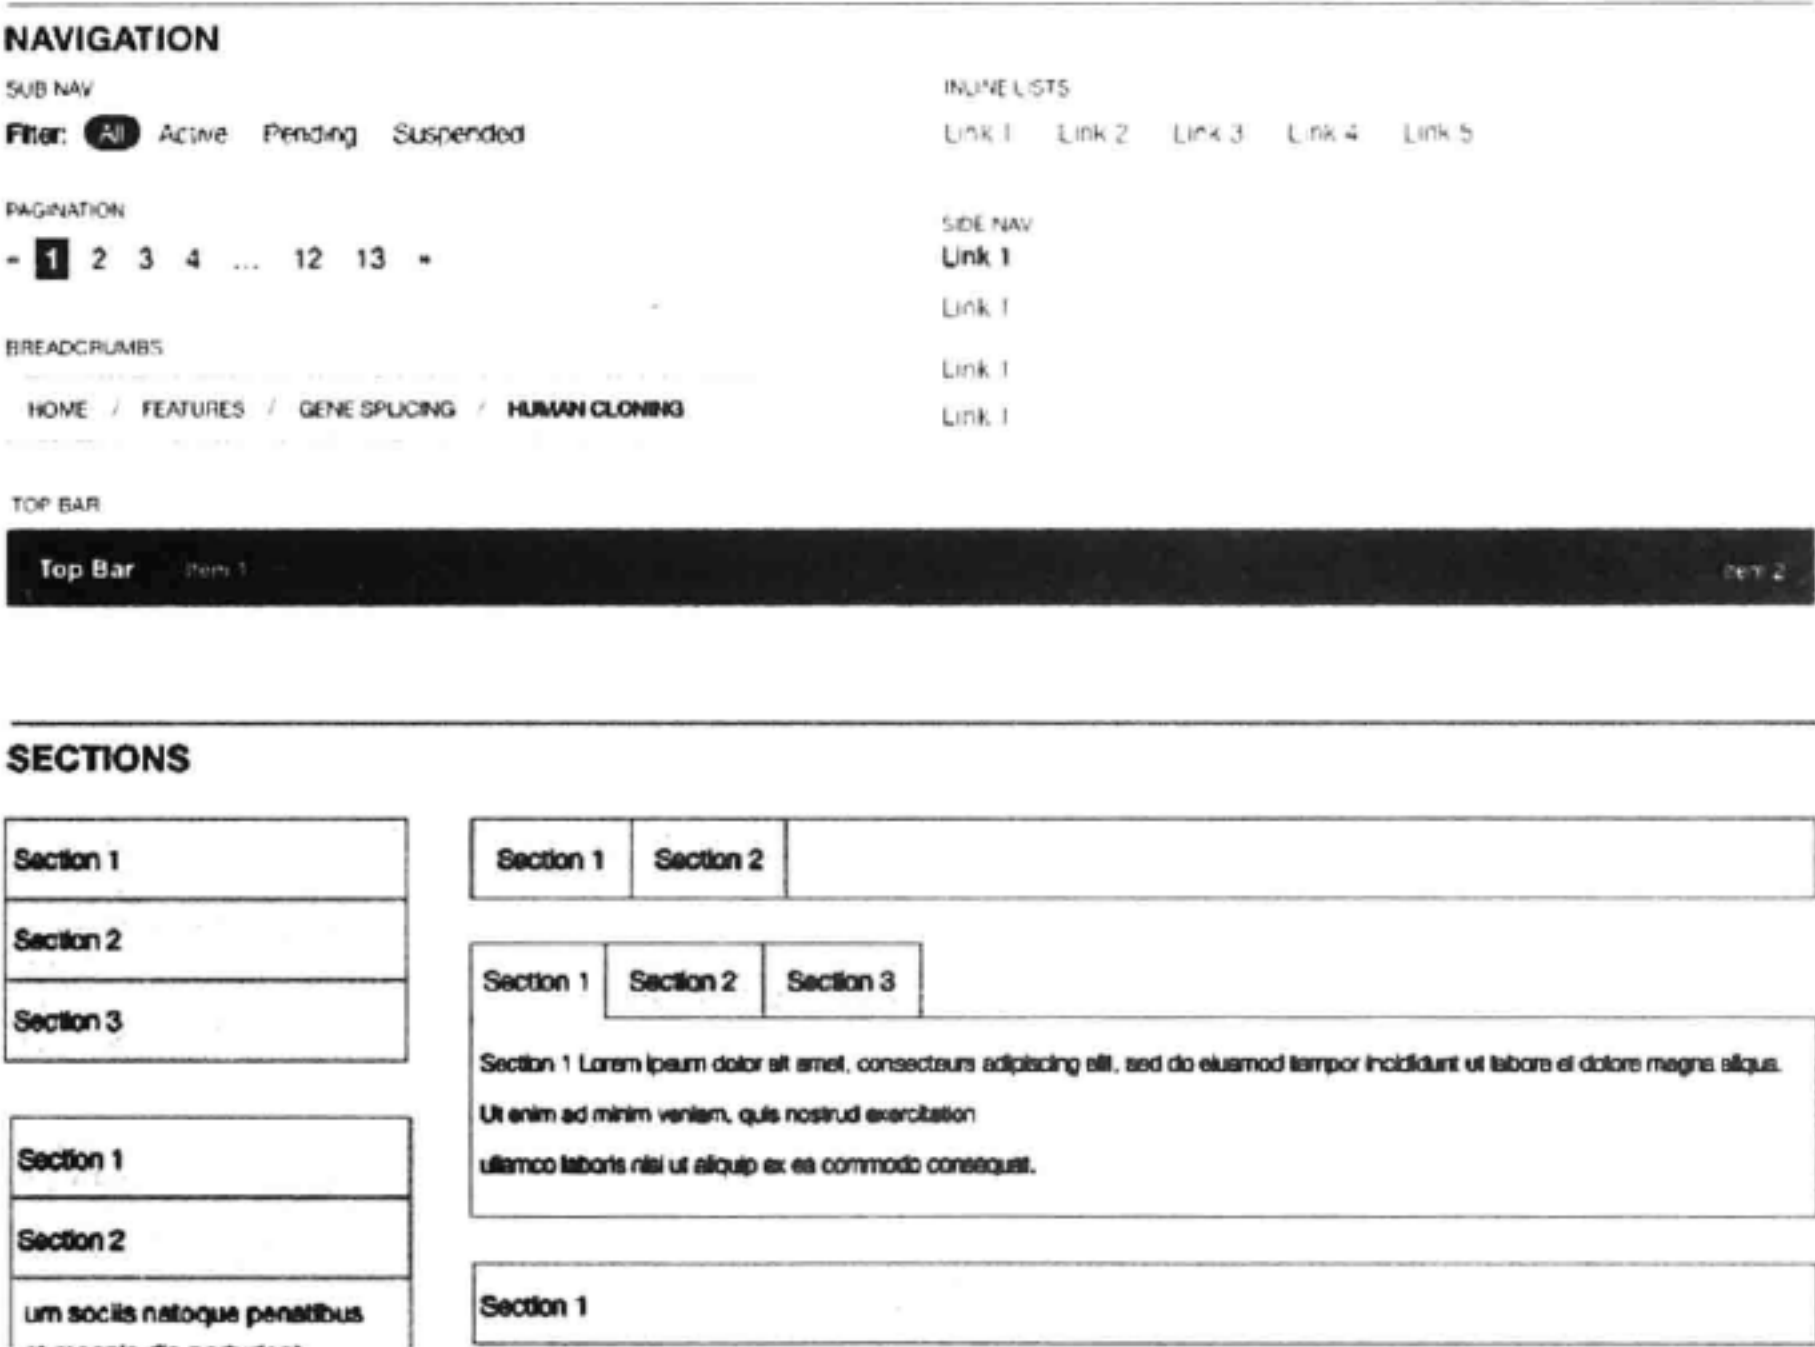 NAVIGATION
SUB NAV
Filter: All Active Pending Suspended
PAGINATION
« 1 2 3 4 ... 12 13 »
BREADCRUMBS
HOME / FEATURES / GENE SPLICING / HUMAN CLONING
INLINE LISTS
Link 1 Link 2 Link 3 Link 4 Link 5
SIDE NAV
Link 1
Link 1
Link 1
Link 1
TOP BAR
Top Bar Item 1 Item 2
SECTIONS
Section 1
Section 2
Section 3
Section 1
Section 2
um sociis natoque penatibus
Section 1 Section 2
Section 1 Section 2 Section 3
Section 1 Lorem ipsum dolor sit amet, consecteurs adipiscing elit, sed do eiusmod tempor incididunt ut labore et dolore magna aliqua.
Ut enim ad minim veniam, quis nostrud exercitation
ullamco laboris nisi ut aliquip ex ea commodo consequat.
Section 1